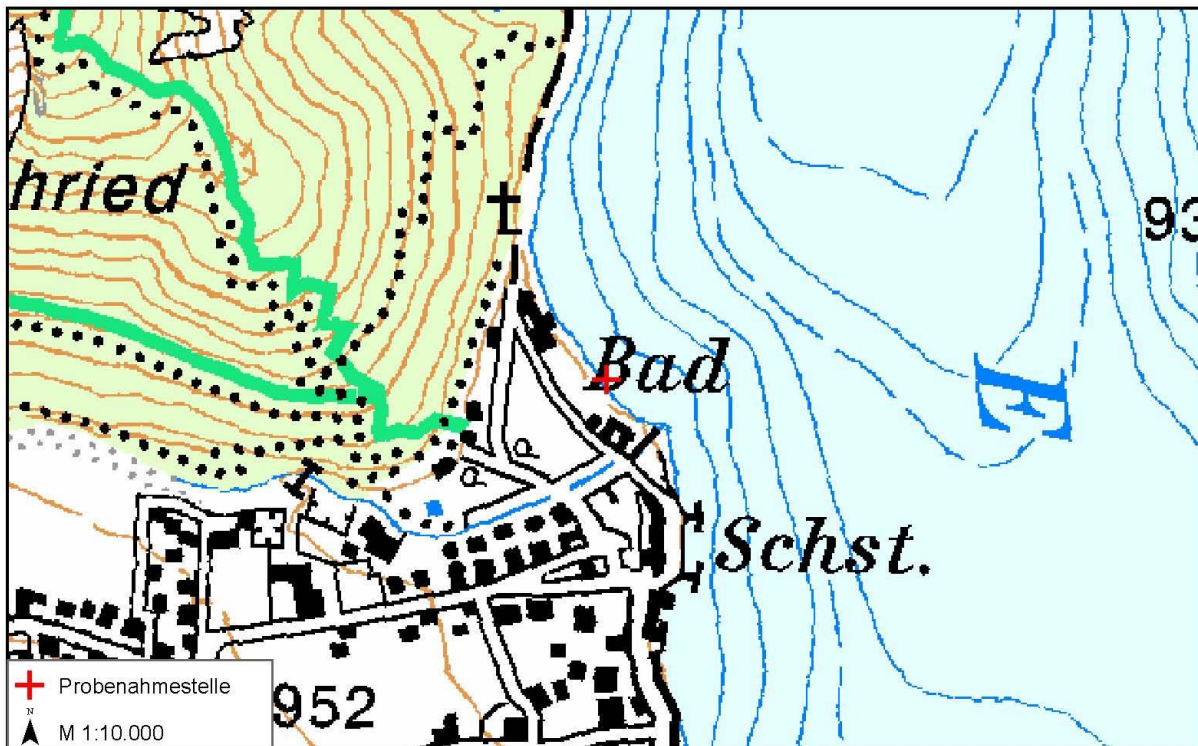 hried
93
Bad
E
P
P
Schst.
Probenahmestelle
952
N
M 1:10.000